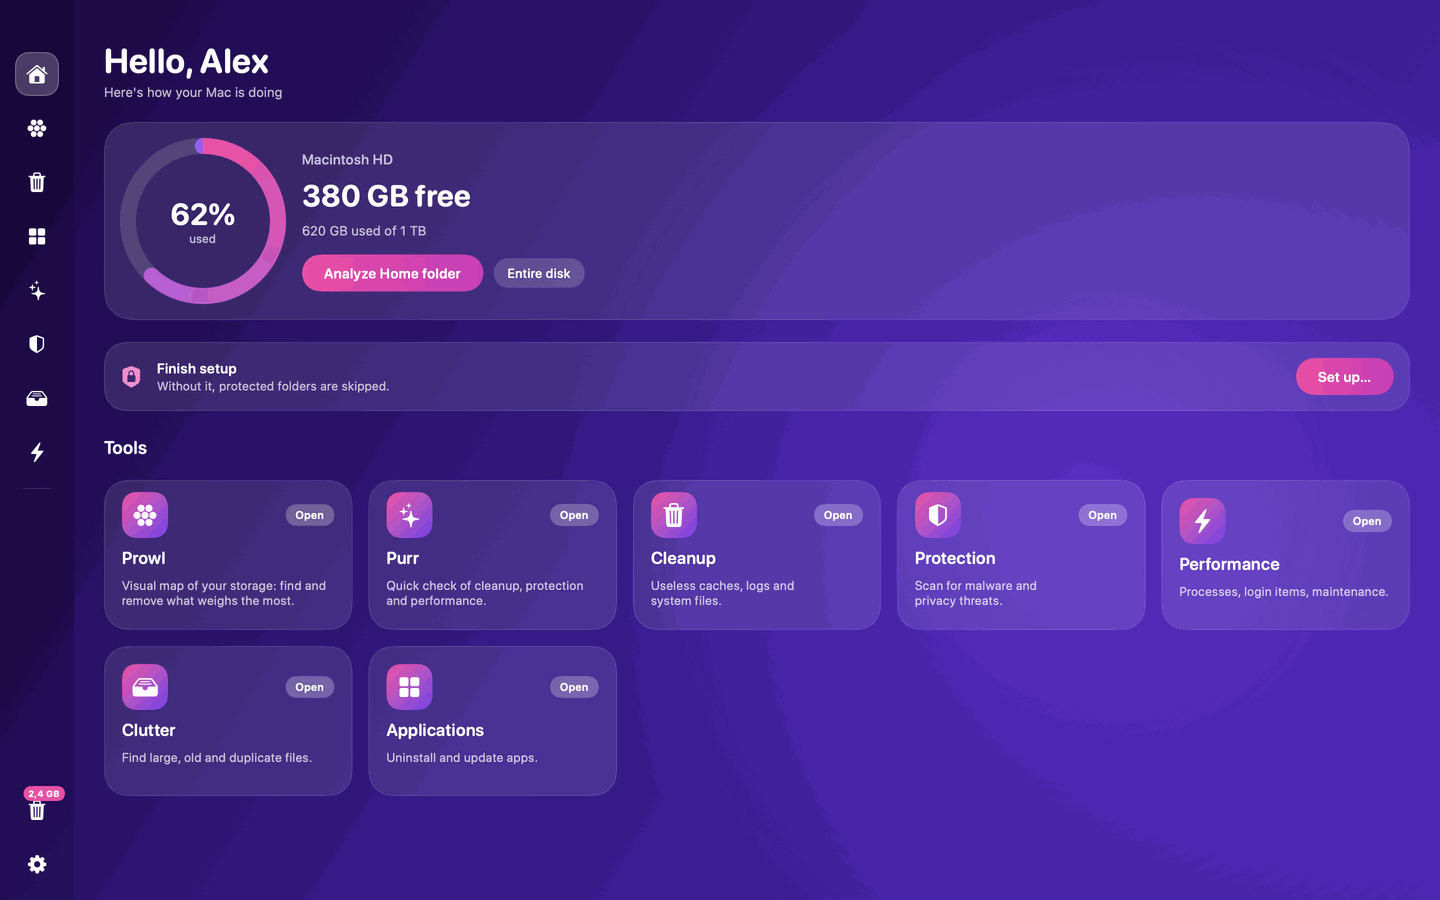 Hello, Alex
Here's how your Mac is doing
62%
used
Macintosh HD
380 GB free
620 GB used of 1 TB
Analyze Home folder
Entire disk
Finish setup
Without it, protected folders are skipped.
Set up...
Tools
Open
Prowl
Visual map of your storage: find and
remove what weighs the most.
Open
Purr
Quick check of cleanup, protection
and performance.
Open
Cleanup
Useless caches, logs and
system files.
Open
Protection
Scan for malware and
privacy threats.
Open
Performance
Processes, login items, maintenance.
Open
Clutter
Find large, old and duplicate files.
Open
Applications
Uninstall and update apps.
2,4 GB